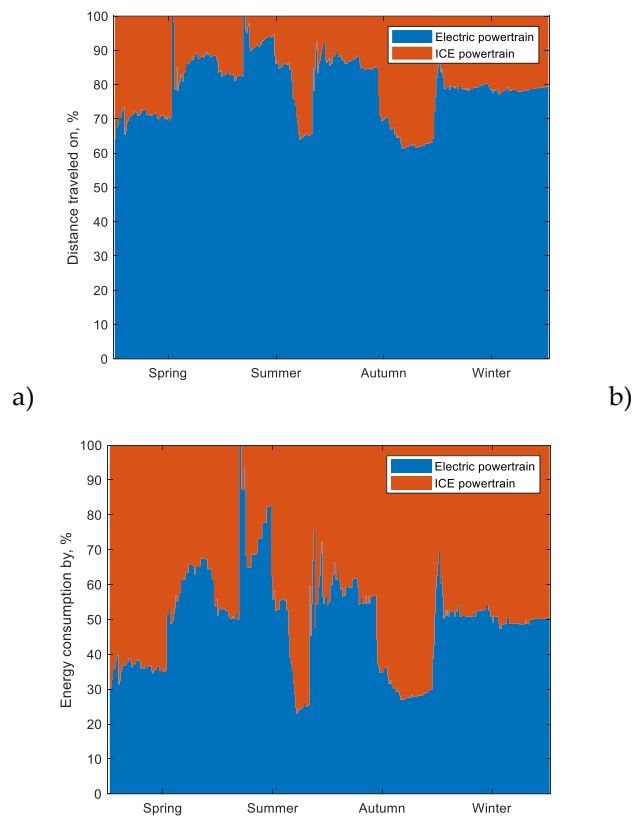 100
90
80
70
60
50
40
30
20
10
0
Distance traveled on, %
Electric powertrain
ICE powertrain
Spring Summer Autumn Winter
a) b)
100
90
80
70
60
50
40
30
20
10
0
Energy consumption by, %
Electric powertrain
ICE powertrain
Spring Summer Autumn Winter